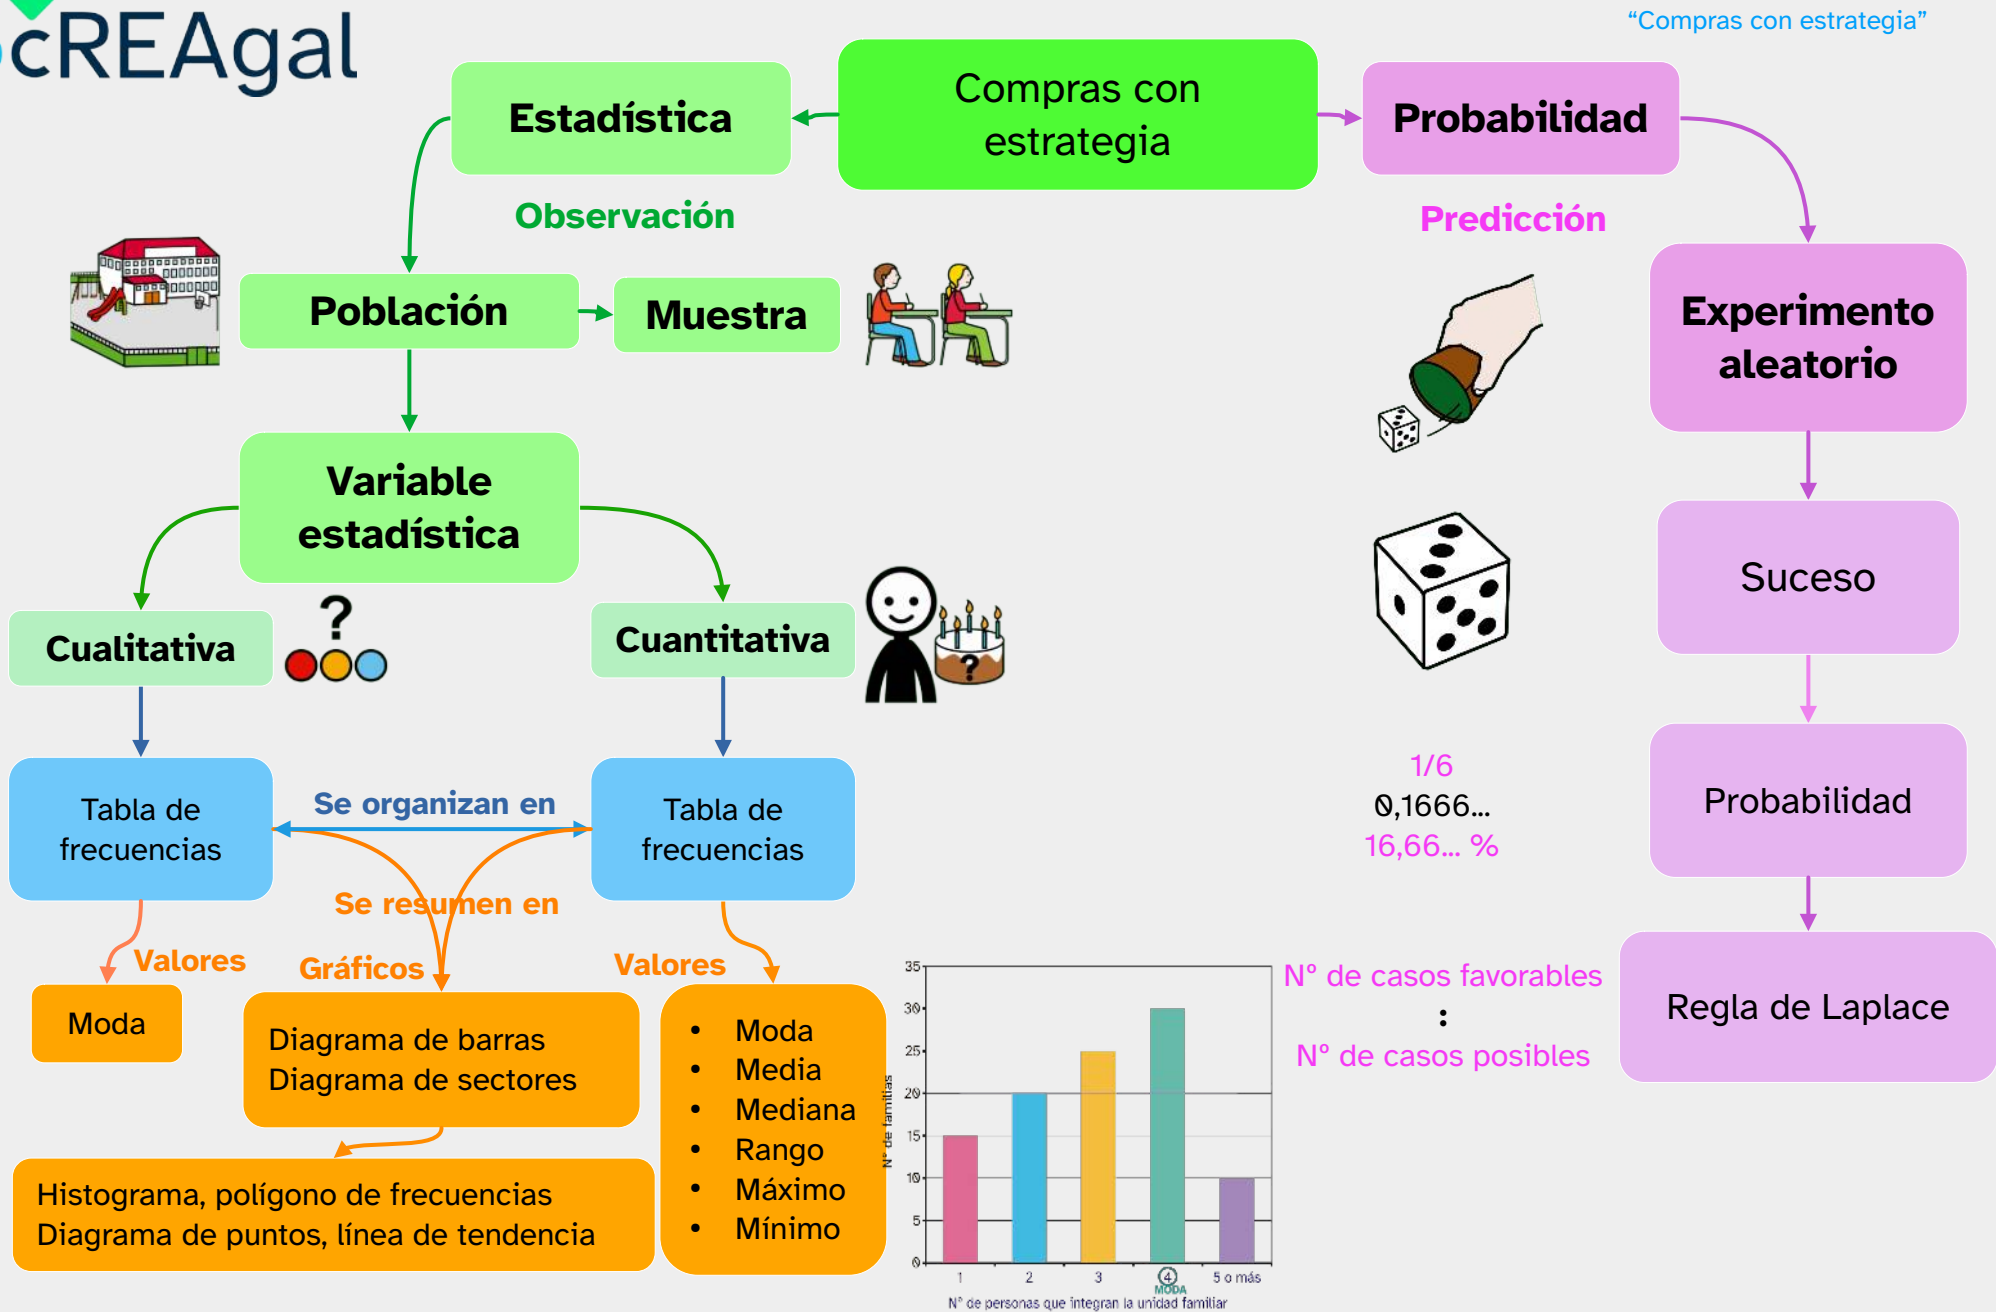 cREAgal
“Compras con estrategia”
Compras con
estrategia
Estadística
Probabilidad
Observación
Predicción
Población
Muestra
Experimento
aleatorio
Variable
estadística
Suceso
?
Cualitativa
Cuantitativa
?
Tabla de
frecuencias
Se organizan en
Tabla de
frecuencias
1/6
0,1666...
16,66... %
Probabilidad
Se resumen en
Valores
Gráficos
Valores
Moda
Diagrama de barras
Diagrama de sectores
• Moda
• Media
• Mediana
• Rango
• Máximo
• Mínimo
Histograma, polígono de frecuencias
Diagrama de puntos, línea de tendencia
N° de casos favorables
:
N° de casos posibles
Regla de Laplace
N° de familias
35
30
25
20
15
10
5
0
1 2 3 4 5 o más
MODA
N° de personas que integran la unidad familiar